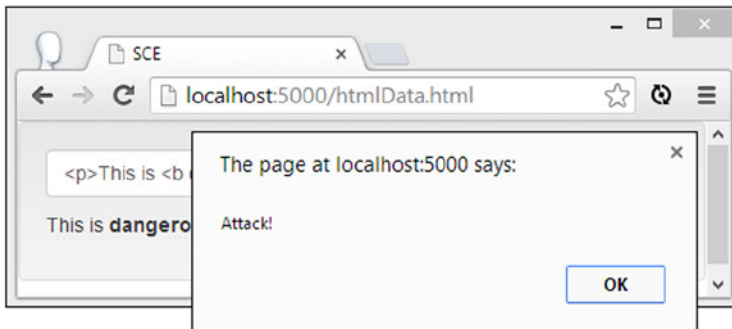 SCE
localhost:5000/htmlData.html
The page at localhost:5000 says:
<p>This is <b
This is dangero
Attack!
OK